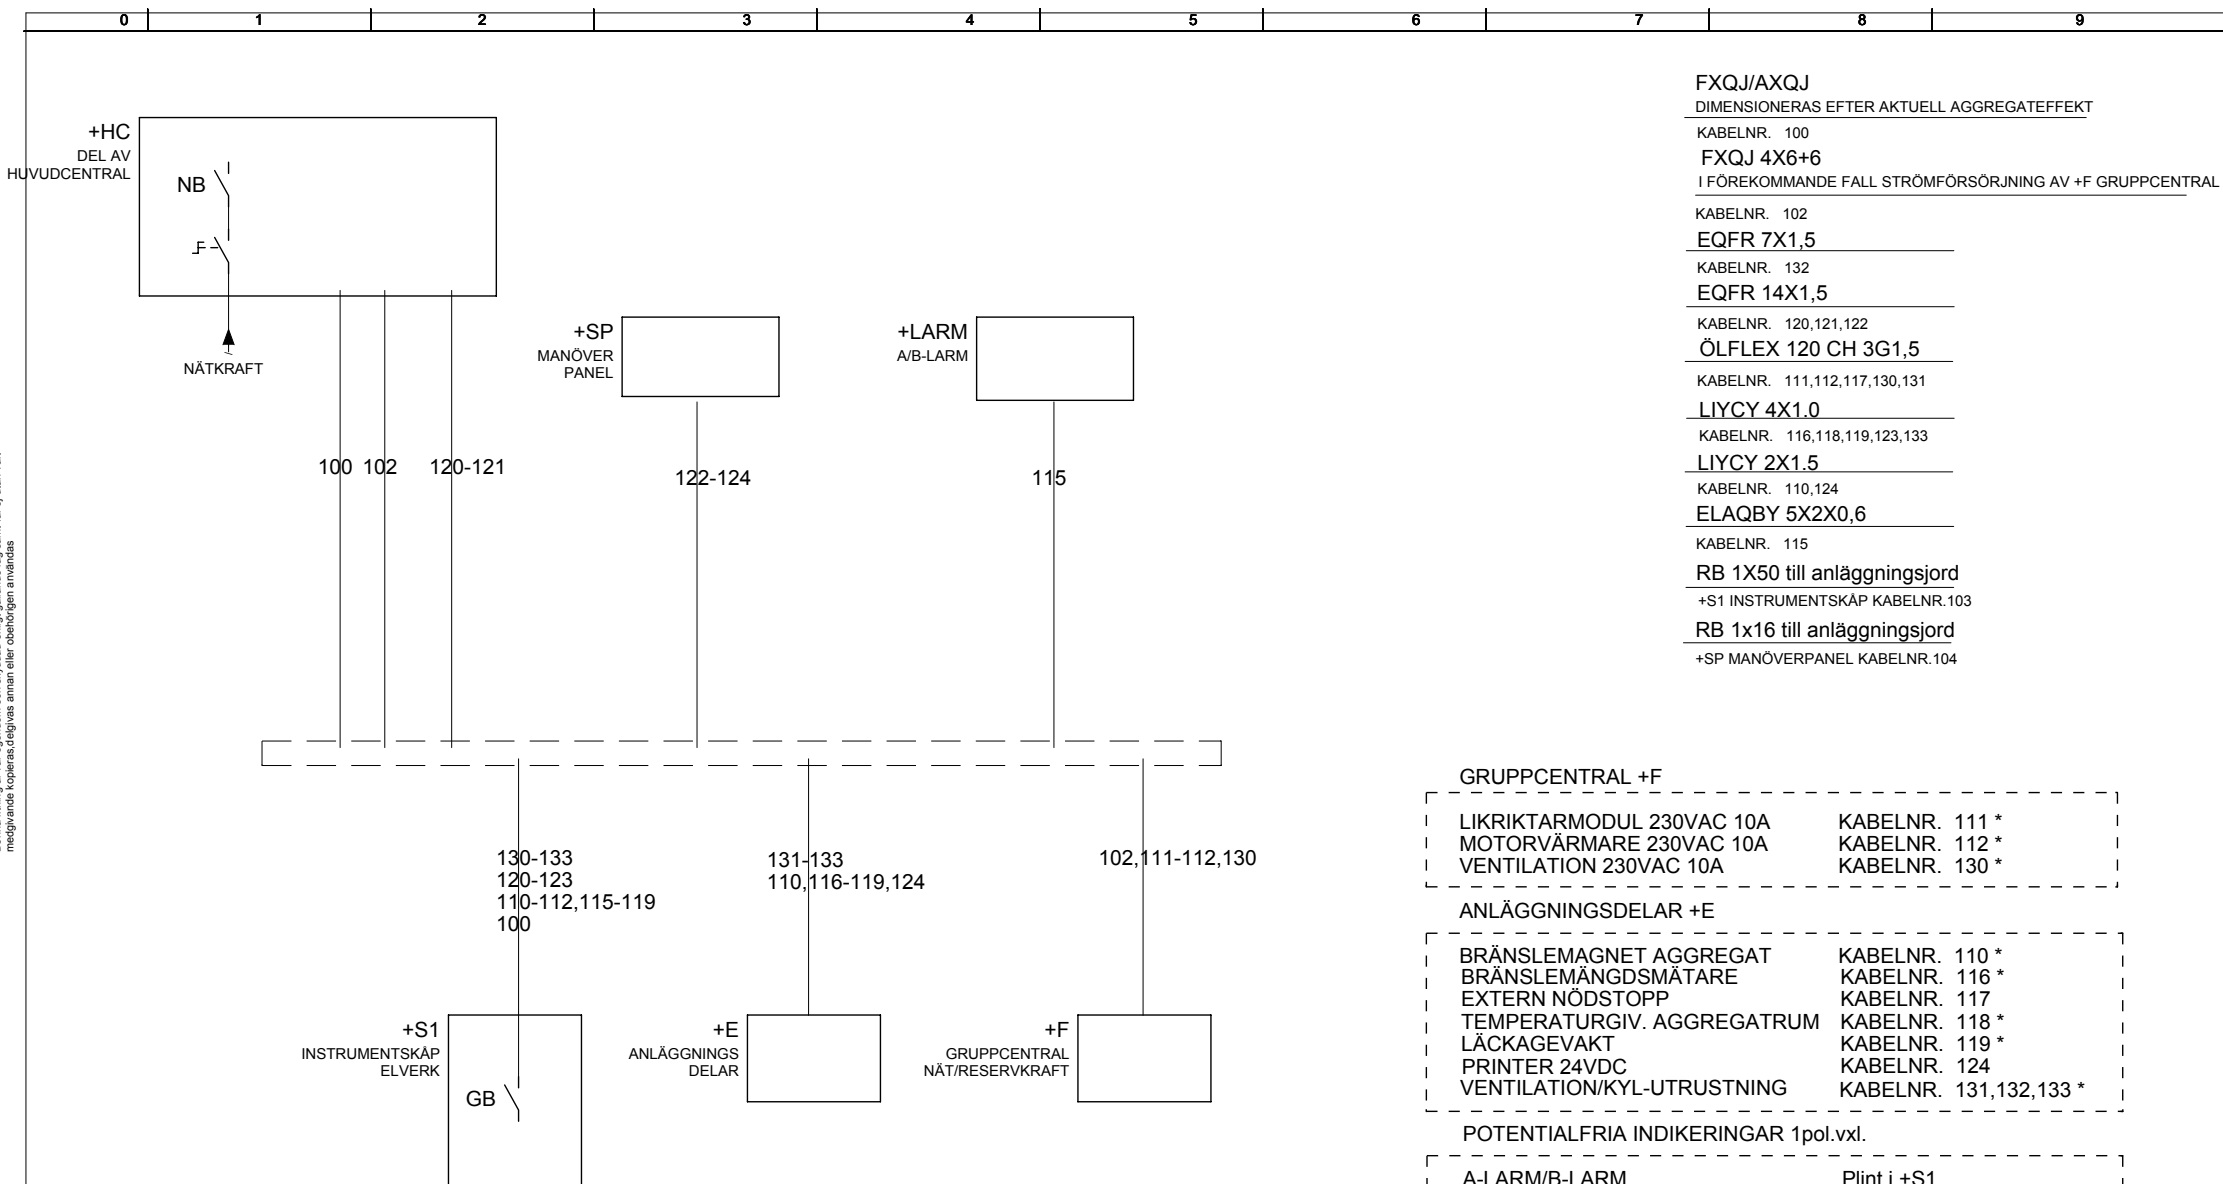 0 1 2 3 4 5 6 7 8 9
+HC
DEL AV
HUVUDCENTRAL
NB
NÄTKRAFT
+SP
MANÖVER
PANEL
+LARM
A/B-LARM
100 102 120-121
122-124
115
130-133
120-123
110-112,115-119
100
131-133
110,116-119,124
102,111-112,130
+S1
INSTRUMENTSKÅP
ELVERK
GB
+E
ANLÄGGNINGS
DELAR
+F
GRUPPCENTRAL
NÄT/RESERVKRAFT
FXQJ/AXQJ
DIMENSIONERAS EFTER AKTUELL AGGREGATEFFEKT
KABELNR. 100
FXQJ 4X6+6
I FÖREKOMMANDE FALL STRÖMFÖRSÖRJNING AV +F GRUPPCENTRAL
KABELNR. 102
EQFR 7X1,5
KABELNR. 132
EQFR 14X1,5
KABELNR. 120,121,122
ÖLFLEX 120 CH 3G1,5
KABELNR. 111,112,117,130,131
LIYCY 4X1.0
KABELNR. 116,118,119,123,133
LIYCY 2X1.5
KABELNR. 110,124
ELAQBY 5X2X0,6
KABELNR. 115
RB 1X50 till anläggningsjord
+S1 INSTRUMENTSKÅP KABELNR.103
RB 1x16 till anläggningsjord
+SP MANÖVERPANEL KABELNR.104
GRUPPCENTRAL +F
LIKRIKTARMODUL 230VAC 10A KABELNR. 111 *
MOTORVÄRMARE 230VAC 10A KABELNR. 112 *
VENTILATION 230VAC 10A KABELNR. 130 *
ANLÄGGNINGSDELAR +E
BRÄNSLEMAGNET AGGREGAT KABELNR. 110 *
BRÄNSLEMÄNGDSMÄTARE KABELNR. 116 *
EXTERN NÖDSTOPP KABELNR. 117
TEMPERATURGIV. AGGREGATRUM KABELNR. 118 *
LÄCKAGEVAKT KABELNR. 119 *
PRINTER 24VDC KABELNR. 124
VENTILATION/KYL-UTRUSTNING KABELNR. 131,132,133 *
POTENTIALFRIA INDIKERINGAR 1pol.vxl.
A-LARM/B-LARM Plint i +S1
medgivande kopieras,delgivas annan eller obehörigen användas